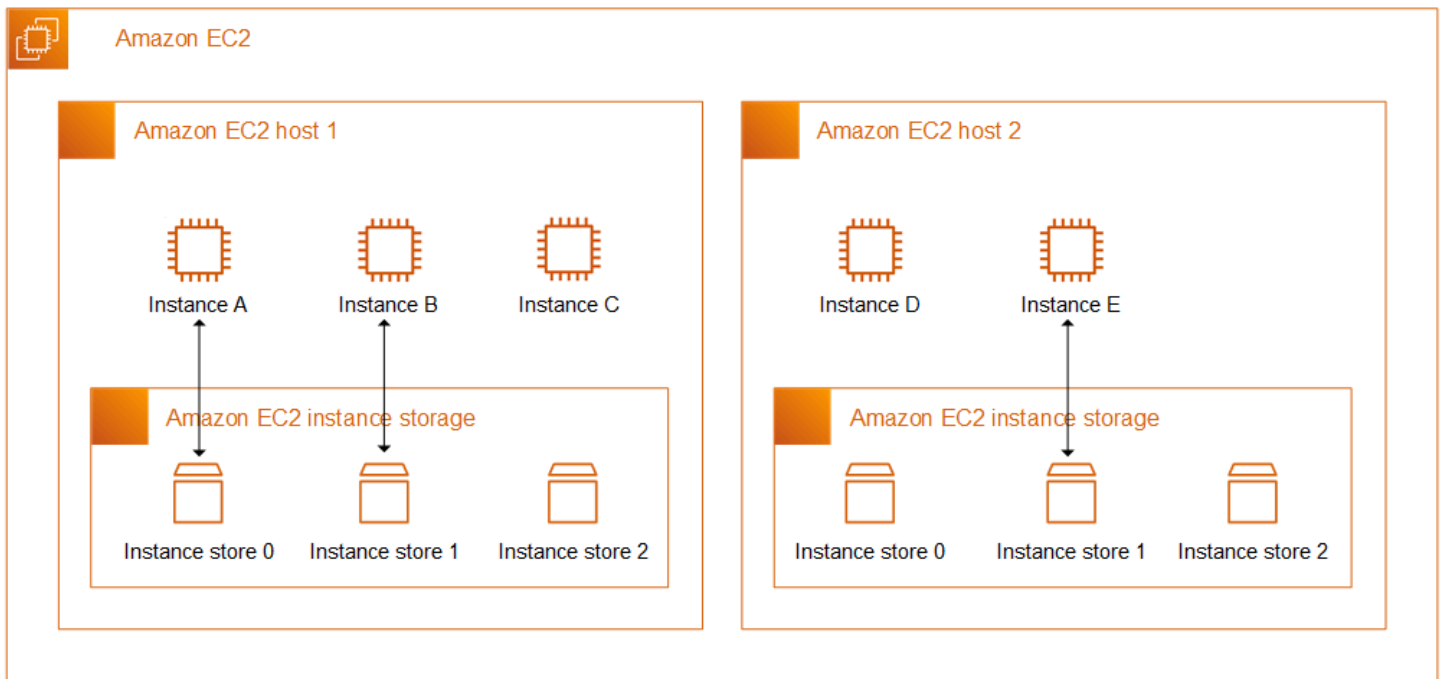 Amazon EC2
Amazon EC2 host 1
Instance A
Instance B
Instance C
Amazon EC2 instance storage
Instance store 0
Instance store 1
Instance store 2
Amazon EC2 host 2
Instance D
Instance E
Amazon EC2 instance storage
Instance store 0
Instance store 1
Instance store 2